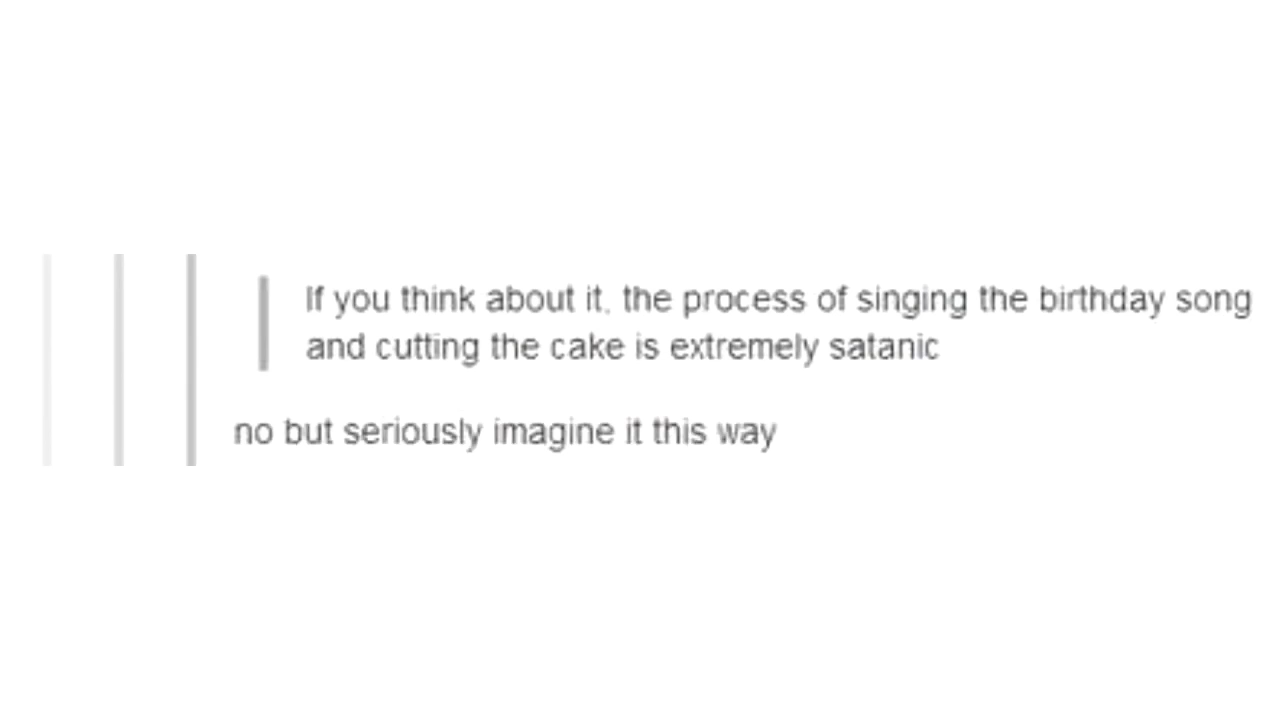 If you think about it, the process of singing the birthday song
and cutting the cake is extremely satanic
no but seriously imagine it this way